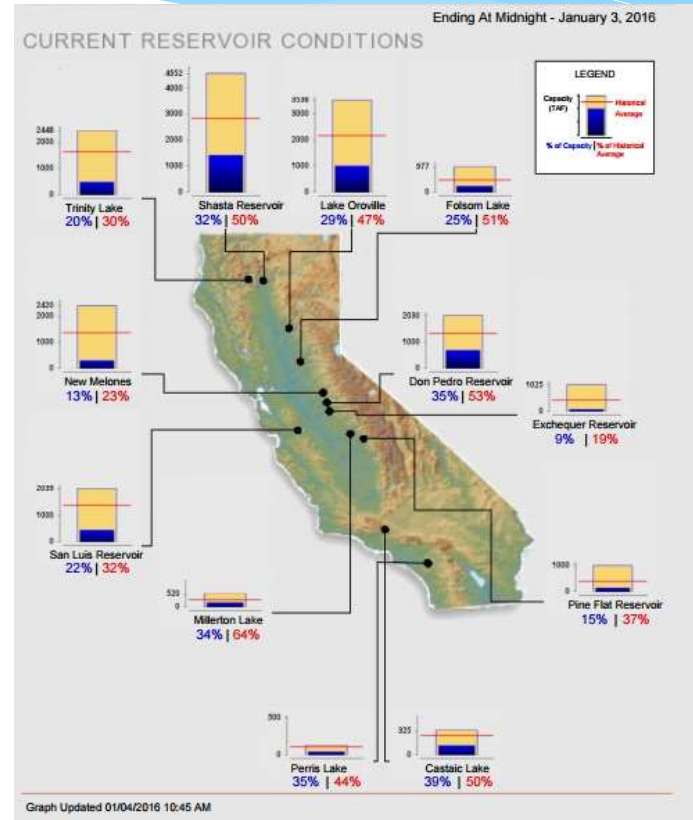 Ending At Midnight - January 3, 2016
CURRENT RESERVOIR CONDITIONS
LEGEND
Capacity
(TAF)
Historical
Average
% of Capacity | % of Historical
Average
2448
2000
1000
0
Trinity Lake
20% | 30%
4552
4000
3000
2000
1000
0
Shasta Reservoir
32% | 50%
3538
3000
2000
1000
0
Lake Oroville
29% | 47%
977
0
Folsom Lake
25% | 51%
2420
2000
1000
0
New Melones
13% | 23%
2030
1000
0
Don Pedro Reservoir
35% | 53%
1025
0
Exchequer Reservoir
9% | 19%
2039
1000
0
San Luis Reservoir
22% | 32%
520
0
Millerton Lake
34% | 64%
1000
0
Pine Flat Reservoir
15% | 37%
500
0
Perris Lake
35% | 44%
325
0
Castaic Lake
39% | 50%
Graph Updated 01/04/2016 10:45 AM